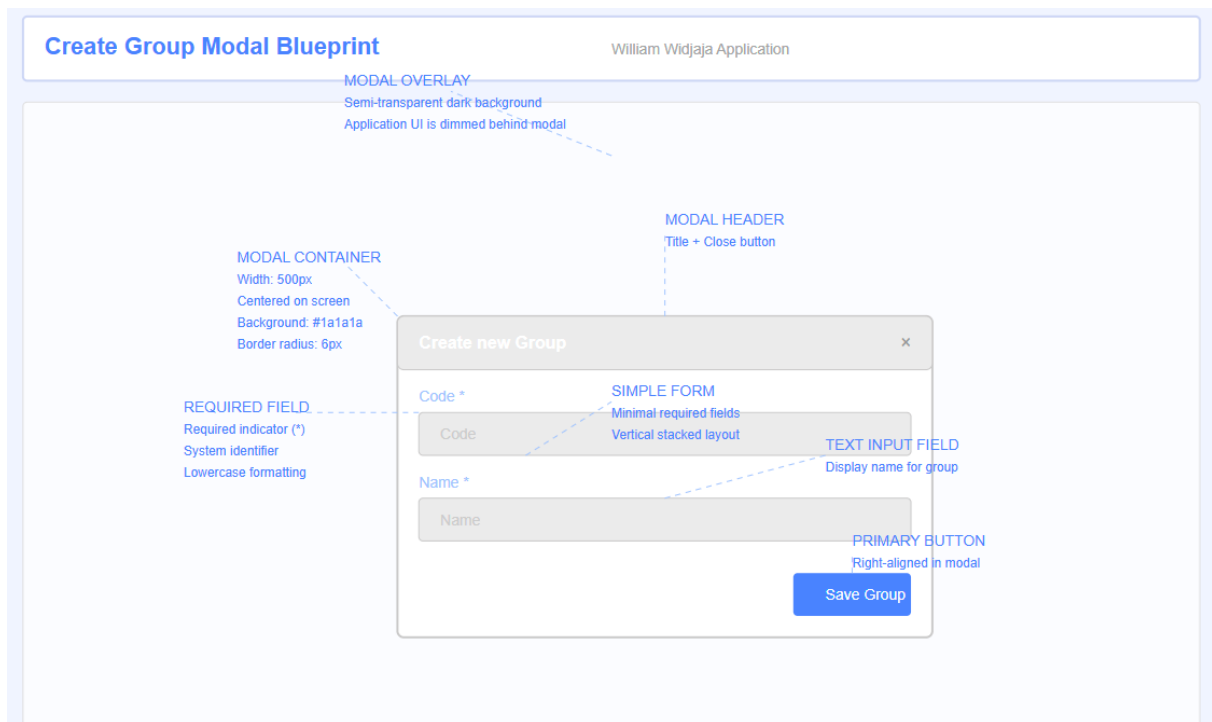 Create Group Modal Blueprint
William Widjaja Application
MODAL OVERLAY
Semi-transparent dark background
Application UI is dimmed behind modal
MODAL HEADER
Title + Close button
MODAL CONTAINER
Width: 500px
Centered on screen
Background: #1a1a1a
Border radius: 6px
Create new Group
×
REQUIRED FIELD
Required indicator (*)
System identifier
Lowercase formatting
Code *
Code
SIMPLE FORM
Minimal required fields
Vertical stacked layout
TEXT INPUT FIELD
Display name for group
Name *
Name
PRIMARY BUTTON
Right-aligned in modal
Save Group